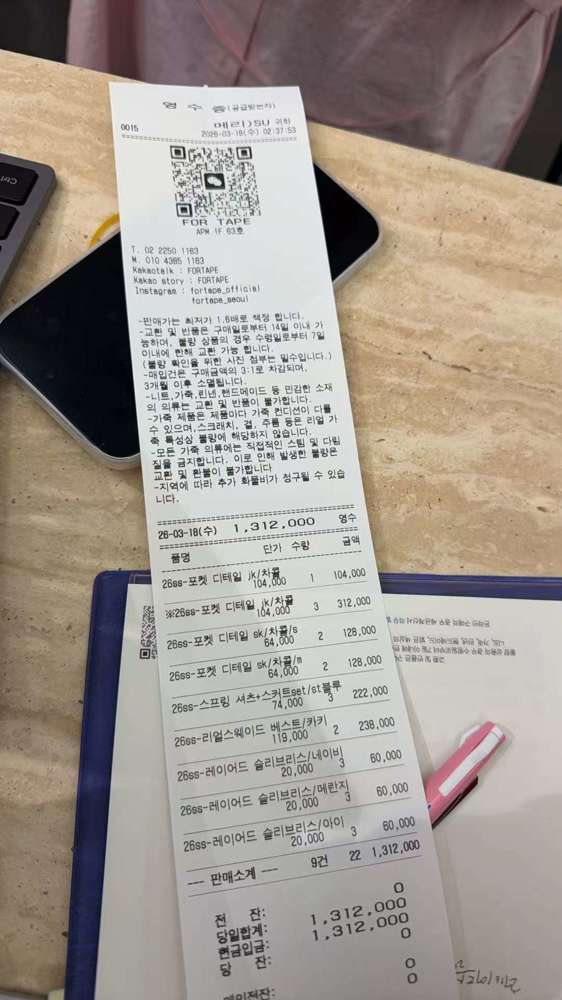 영 수 증(공급받는자)
0015 메리)SU 귀하
2026-03-18(수) 02:37:53
FOR TAPE
APM 1F 63호
T. 02 2250 1163
M. 010 4385 1163
Kakaotalk : FORTAPE
Kakao story : FORTAPE
Instagram : fortape_official
fortape_seoul
-판매가는 최저가 1.6배로 책정 합니다.
-교환 및 반품은 구매일로부터 14일 이내 가
능하며, 불량 상품의 경우 수령일로부터 7일
이내에 한해 교환 가능 합니다.
(불량 확인을 위한 사진 첨부는 필수입니다.)
-매입건은 구매금액의 3:1로 차감되며,
3개월 이후 소멸됩니다.
-니트,가죽,린넨,핸드메이드 등 민감한 소재
의 의류는 교환 및 반품이 불가합니다.
-가죽 제품은 제품마다 가죽 컨디션이 다를
수 있으며,스크래치, 결, 주름 등은 리얼 가
죽 특성상 불량에 해당하지 않습니다.
-모든 가죽 의류에는 직접적인 스팀 및 다림
질을 금지합니다. 이로 인해 발생한 불량은
교환 및 환불이 불가합니다
-지역에 따라 추가 화물비가 청구될 수 있습
니다.
26-03-18(수) 1,312,000 영수
품명 단가 수량 금액
26ss-포켓 디테일 jk/차콜
104,000 1 104,000
※26ss-포켓 디테일 jk/차콜
104,000 3 312,000
26ss-포켓 디테일 sk/차콜/s
64,000 2 128,000
26ss-포켓 디테일 sk/차콜/m
64,000 2 128,000
26ss-스프링 셔츠+스커트set/st블루
74,000 3 222,000
26ss-리얼스웨이드 베스트/카키
119,000 2 238,000
26ss-레이어드 슬리브리스/네이비
20,000 3 60,000
26ss-레이어드 슬리브리스/메란지
20,000 3 60,000
26ss-레이어드 슬리브리스/아이
20,000 3 60,000
--- 판매소계 --- 9건 22 1,312,000
전 잔: 0
당일합계: 1,312,000
현금입금: 1,312,000
당 잔: 0
0
매입적잔: 0
Ctrl